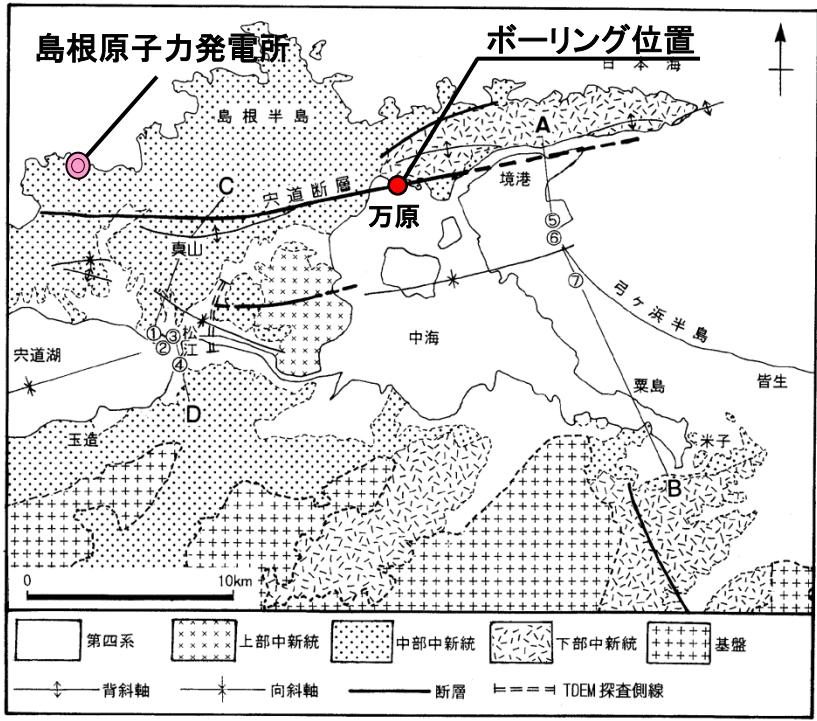 島根原子力発電所
ボーリング位置
日本海
島根半島
A
C
宍道断層
境港
万原
⑤
⑥
真山
⑦
弓ヶ浜半島
①
③
松江
②
宍道湖
④
中海
粟島
皆生
D
玉造
米子
B
0 10km
第四系
上部中新統
中部中新統
下部中新統
基盤
背斜軸
向斜軸
断層
TDEM探査側線